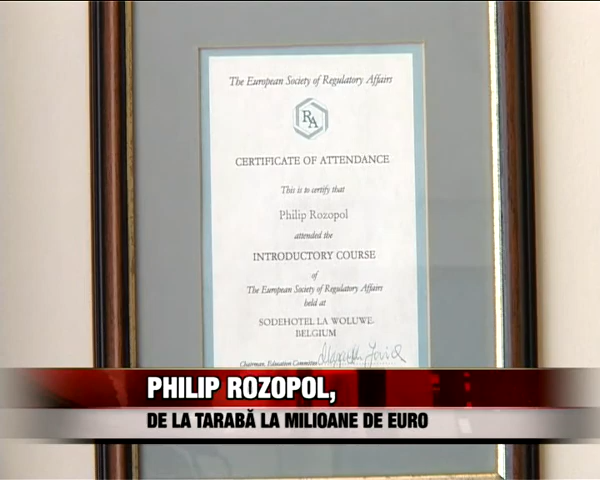 The European Society of Regulatory Affairs
RA
CERTIFICATE OF ATTENDANCE
This is to certify that
Philip Rozopol
attended the
INTRODUCTORY COURSE
of
The European Society of Regulatory Affairs
held at
SODEHOTEL LA WOLUWE
BELGIUM
Chairman, Education Committee
PHILIP ROZOPOL,
DE LA TARABĂ LA MILIOANE DE EURO